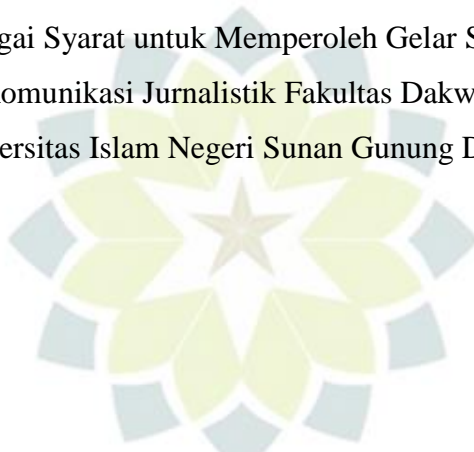 gai Syarat untuk Memperoleh Gelar S
omunikasi Jurnalistik Fakultas Dakw
ersitas Islam Negeri Sunan Gunung D